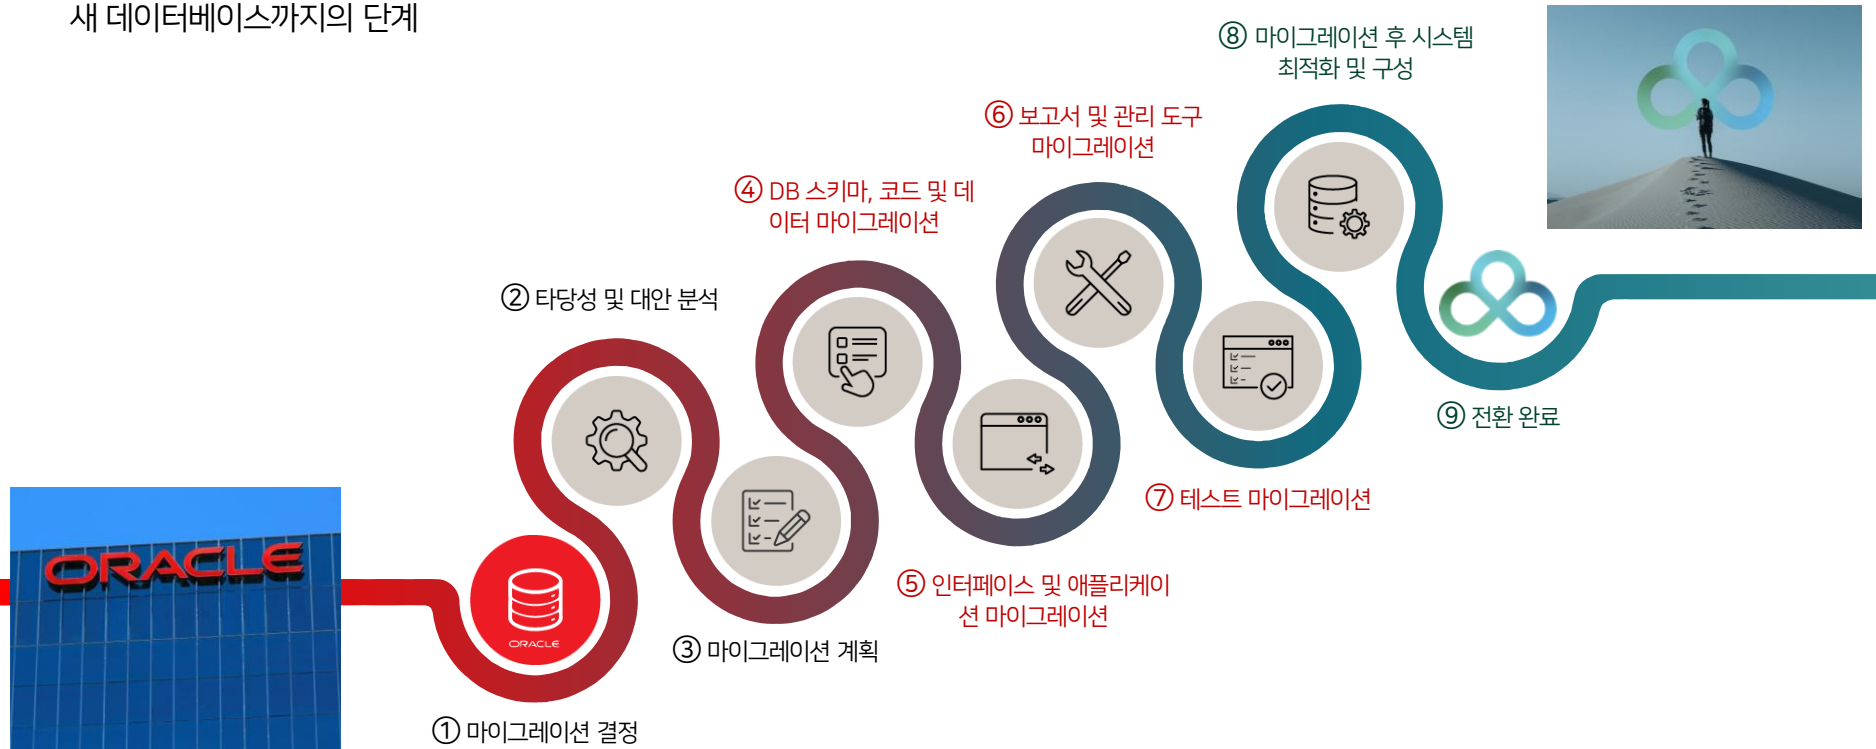 새 데이터베이스까지의 단계
⑧ 마이그레이션 후 시스템
최적화 및 구성
⑥ 보고서 및 관리 도구
마이그레이션
④ DB 스키마, 코드 및 데
이터 마이그레이션
② 타당성 및 대안 분석
⑨ 전환 완료
⑦ 테스트 마이그레이션
ORACLE
⑤ 인터페이스 및 애플리케이
션 마이그레이션
ORACLE
③ 마이그레이션 계획
① 마이그레이션 결정